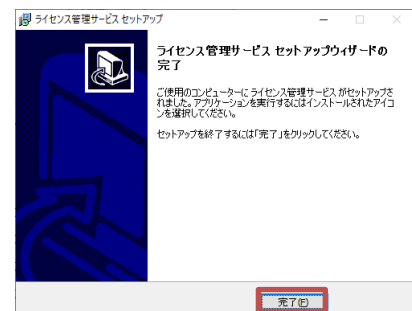 ライセンス管理サービス セットアップ
ライセンス管理サービス セットアップウィザードの
完了
ご使用のコンピューターに ライセンス管理サービス がセットアップさ
れました。アプリケーションを実行するにはインストールされたアイコ
ンを選択してください。
セットアップを終了するには「完了」をクリックしてください。
完了(F)